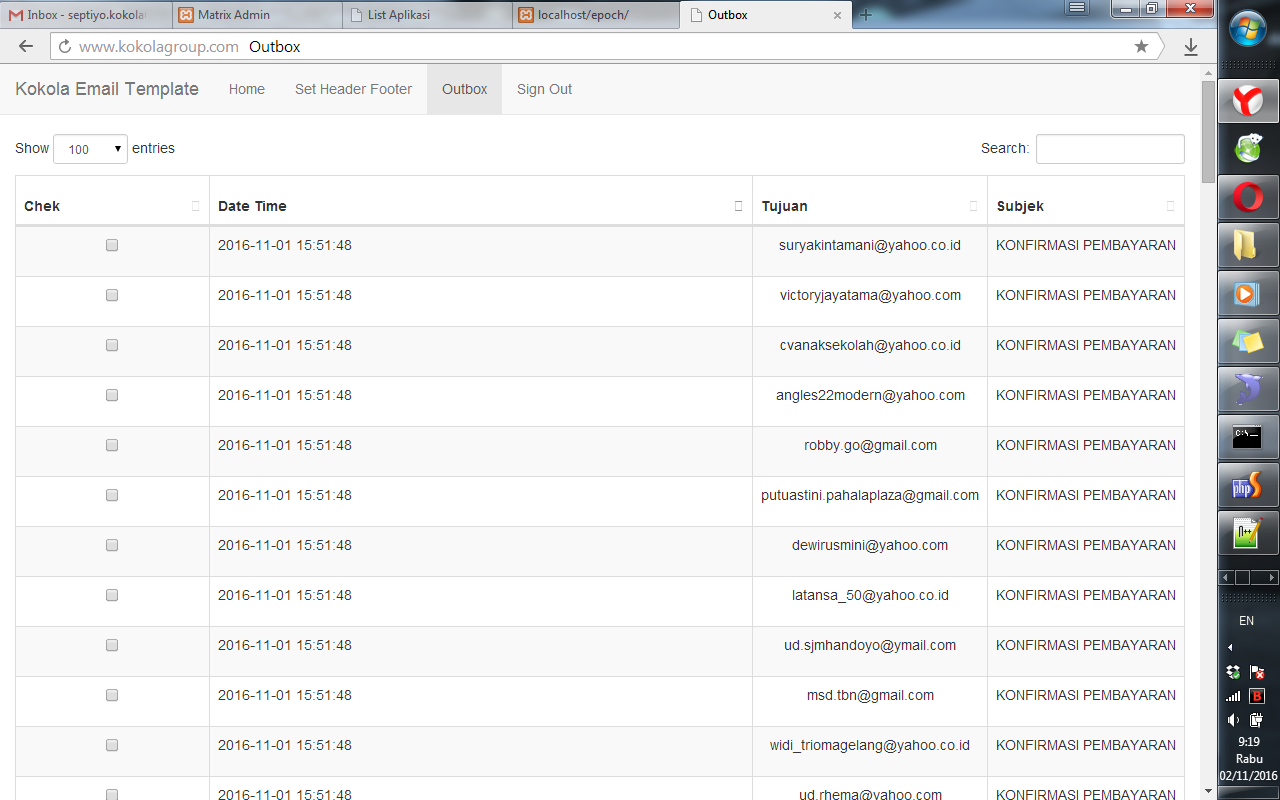 Inbox - septiyo.kokola
Matrix Admin
List Aplikasi
localhost/epoch/
Outbox
www.kokolagroup.com Outbox
Kokola Email Template Home Set Header Footer Outbox Sign Out
Show 100 entries Search:
Chek Date Time Tujuan Subjek
2016-11-01 15:51:48 suryakintamani@yahoo.co.id KONFIRMASI PEMBAYARAN
2016-11-01 15:51:48 victoryjayatama@yahoo.com KONFIRMASI PEMBAYARAN
2016-11-01 15:51:48 cvanaksekolah@yahoo.co.id KONFIRMASI PEMBAYARAN
2016-11-01 15:51:48 angles22modern@yahoo.com KONFIRMASI PEMBAYARAN
2016-11-01 15:51:48 robby.go@gmail.com KONFIRMASI PEMBAYARAN
2016-11-01 15:51:48 putuastini.pahalaplaza@gmail.com KONFIRMASI PEMBAYARAN
2016-11-01 15:51:48 dewirusmini@yahoo.com KONFIRMASI PEMBAYARAN
2016-11-01 15:51:48 latansa_50@yahoo.co.id KONFIRMASI PEMBAYARAN
2016-11-01 15:51:48 ud.sjmhandoyo@ymail.com KONFIRMASI PEMBAYARAN
2016-11-01 15:51:48 msd.tbn@gmail.com KONFIRMASI PEMBAYARAN
2016-11-01 15:51:48 widi_triomagelang@yahoo.co.id KONFIRMASI PEMBAYARAN
2016-11-01 15:51:48 ud.rhema@yahoo.com KONFIRMASI PEMBAYARAN
C:\
php
EN
B
9:19
Rabu
02/11/2016